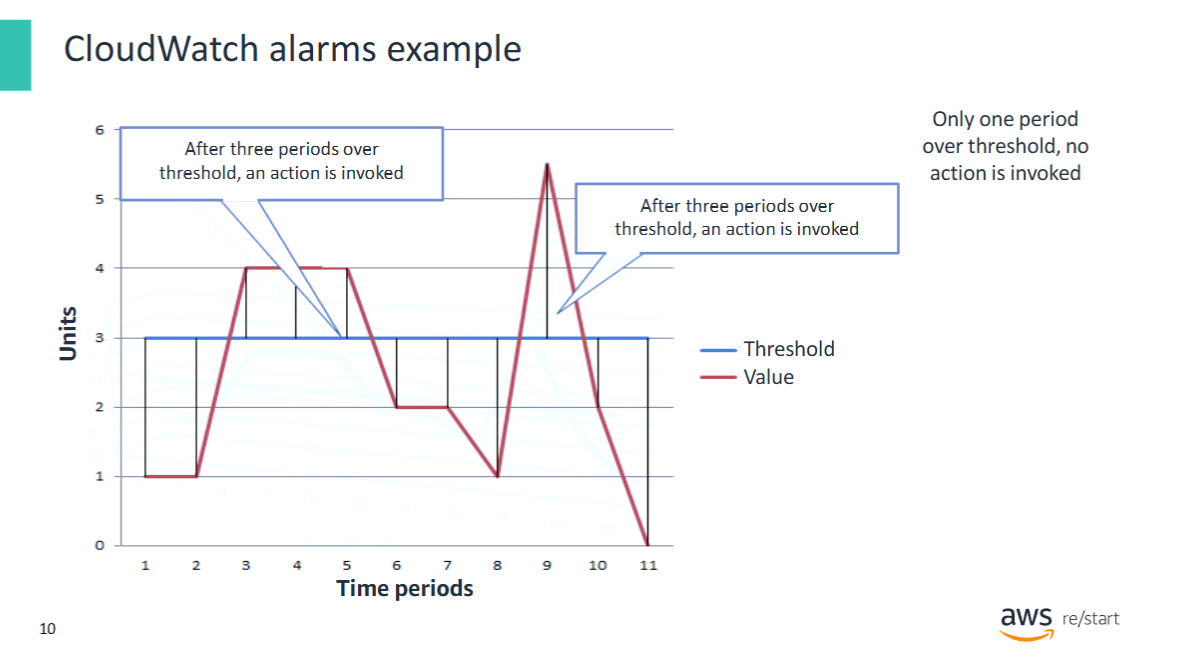 CloudWatch alarms example
Only one period
over threshold, no
action is invoked
After three periods over
threshold, an action is invoked
After three periods over
threshold, an action is invoked
Units
6
5
4
3
2
1
0
Threshold
Value
1 2 3 4 5 6 7 8 9 10 11
Time periods
10
aws re/start